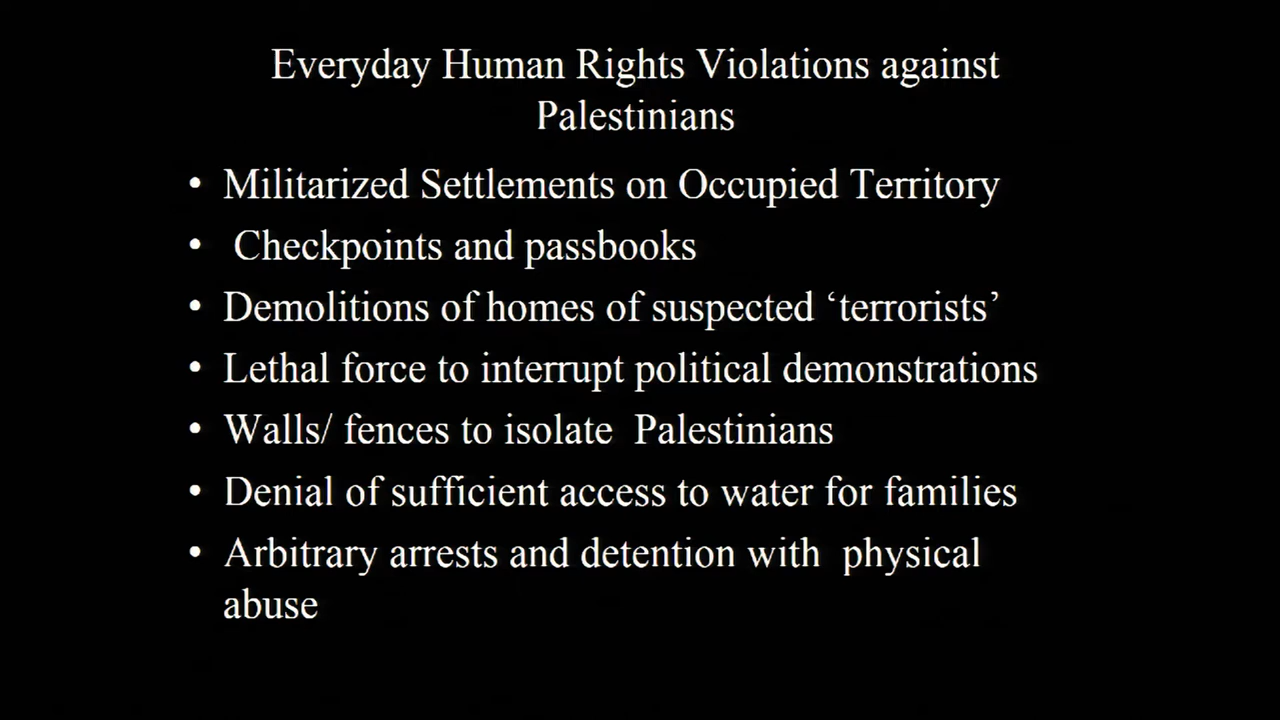 Everyday Human Rights Violations against
Palestinians
• Militarized Settlements on Occupied Territory
• Checkpoints and passbooks
• Demolitions of homes of suspected ‘terrorists’
• Lethal force to interrupt political demonstrations
• Walls/ fences to isolate Palestinians
• Denial of sufficient access to water for families
• Arbitrary arrests and detention with physical
abuse